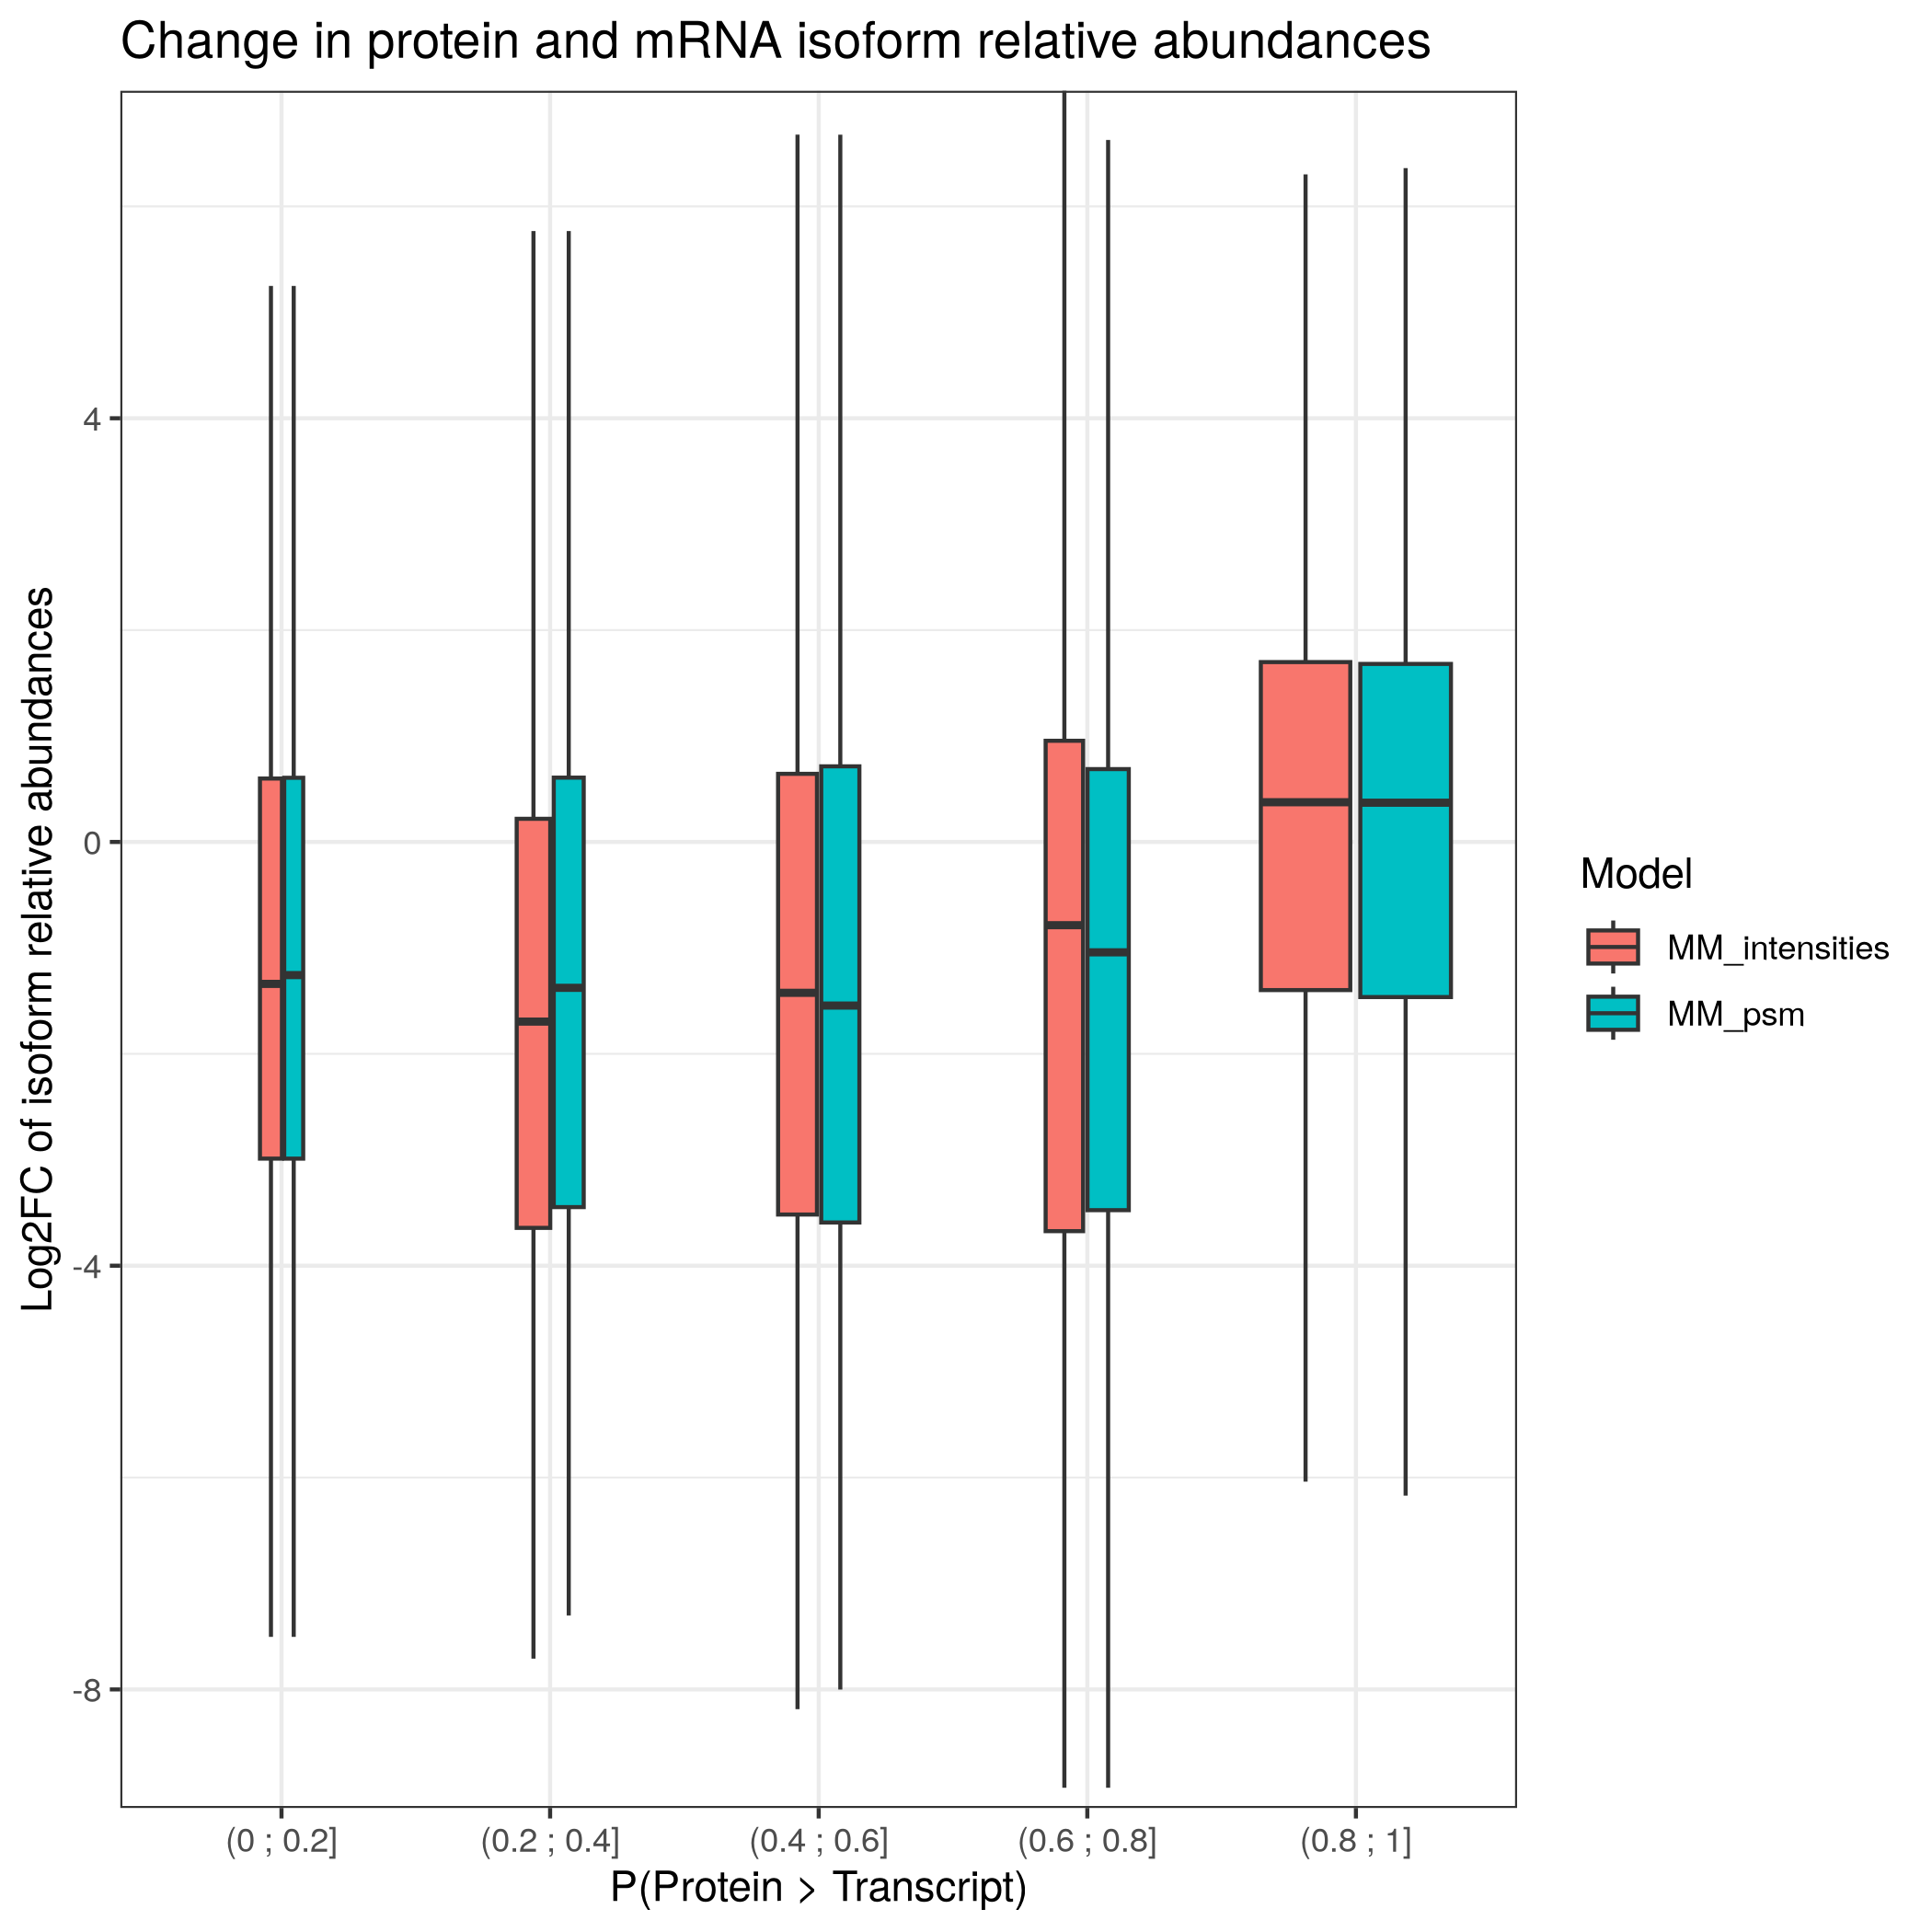 Change in protein and mRNA isoform relative abundances
Log2FC of isoform relative abundances
4
0
-4
-8
(0 ; 0.2]
(0.2 ; 0.4]
(0.4 ; 0.6]
(0.6 ; 0.8]
(0.8 ; 1]
P(Protein > Transcript)
Model
MM_intensities
MM_psm